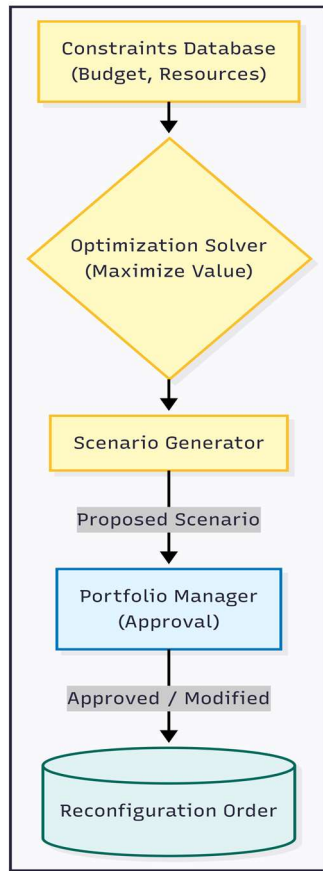 Constraints Database
(Budget, Resources)
Optimization Solver
(Maximize Value)
Scenario Generator
Proposed Scenario
Portfolio Manager
(Approval)
Approved / Modified
Reconfiguration Order